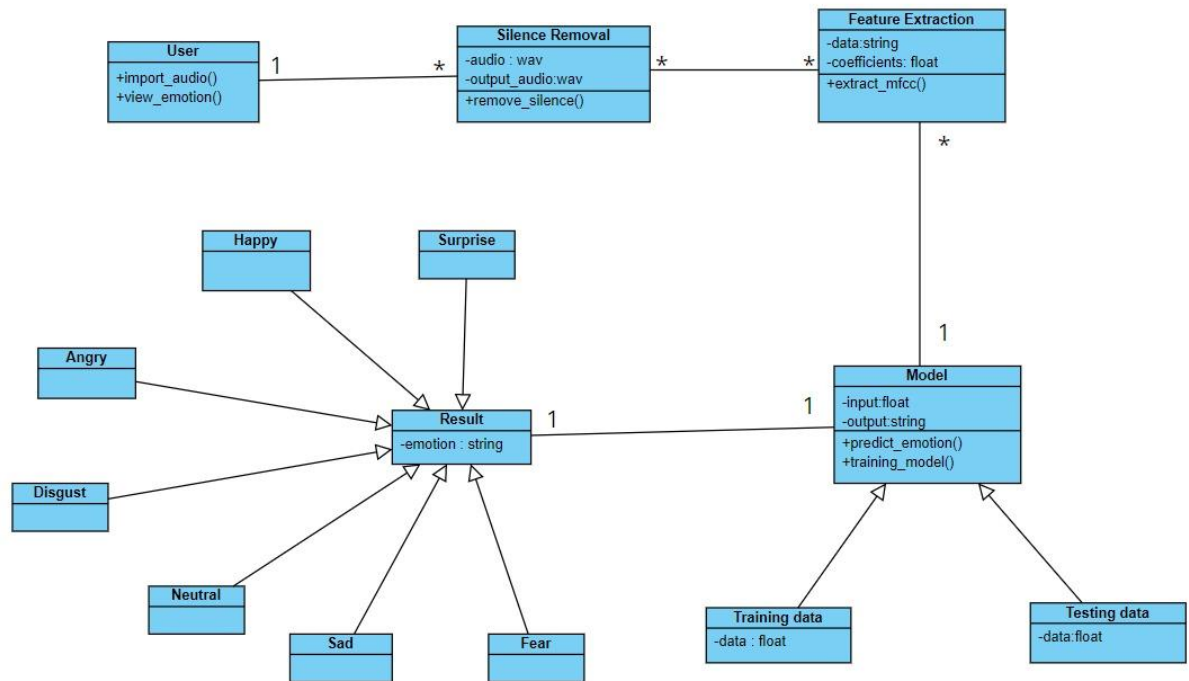 User
+import_audio()
+view_emotion()
1
*
Silence Removal
-audio : wav
-output_audio:wav
+remove_silence()
*
*
Feature Extraction
-data:string
-coefficients: float
+extract_mfcc()
*
1
Happy
Surprise
Angry
Disgust
Neutral
Sad
Fear
Result
-emotion : string
1
1
Model
-input:float
-output:string
+predict_emotion()
+training_model()
Training data
-data : float
Testing data
-data:float